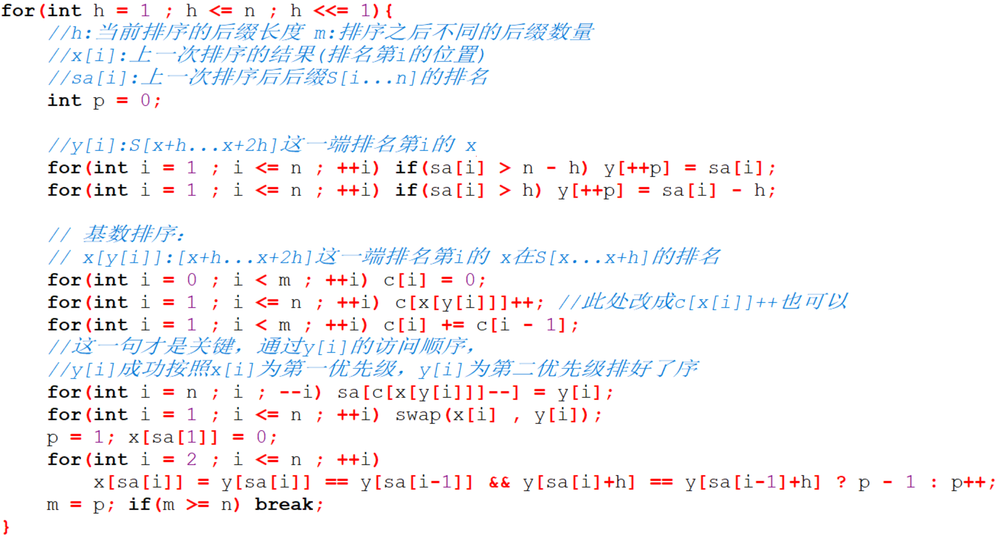 for(int h = 1 ; h <= n ; h <<= 1){
    //h:当前排序的后缀长度 m:排序之后不同的后缀数量
    //x[i]:上一次排序的结果(排名第i的位置)
    //sa[i]:上一次排序后后缀S[i...n]的排名
    int p = 0;
    //y[i]:S[x+h...x+2h]这一端排名第i的 x
    for(int i = 1 ; i <= n ; ++i) if(sa[i] > n - h) y[++p] = sa[i];
    for(int i = 1 ; i <= n ; ++i) if(sa[i] > h) y[++p] = sa[i] - h;
    // 基数排序:
    // x[y[i]]:[x+h...x+2h]这一端排名第i的 x在S[x...x+h]的排名
    for(int i = 0 ; i < m ; ++i) c[i] = 0;
    for(int i = 1 ; i <= n ; ++i) c[x[y[i]]]++; //此处改成c[x[i]]++也可以
    for(int i = 1 ; i < m ; ++i) c[i] += c[i - 1];
    //这一句才是关键，通过y[i]的访问顺序，
    //y[i]成功按照x[i]为第一优先级，y[i]为第二优先级排好了序
    for(int i = n ; i ; --i) sa[c[x[y[i]]]--] = y[i];
    for(int i = 1 ; i <= n ; ++i) swap(x[i] , y[i]);
    p = 1; x[sa[1]] = 0;
    for(int i = 2 ; i <= n ; ++i)
        x[sa[i]] = y[sa[i]] == y[sa[i-1]] && y[sa[i]+h] == y[sa[i-1]+h] ? p - 1 : p++;
    m = p; if(m >= n) break;
}